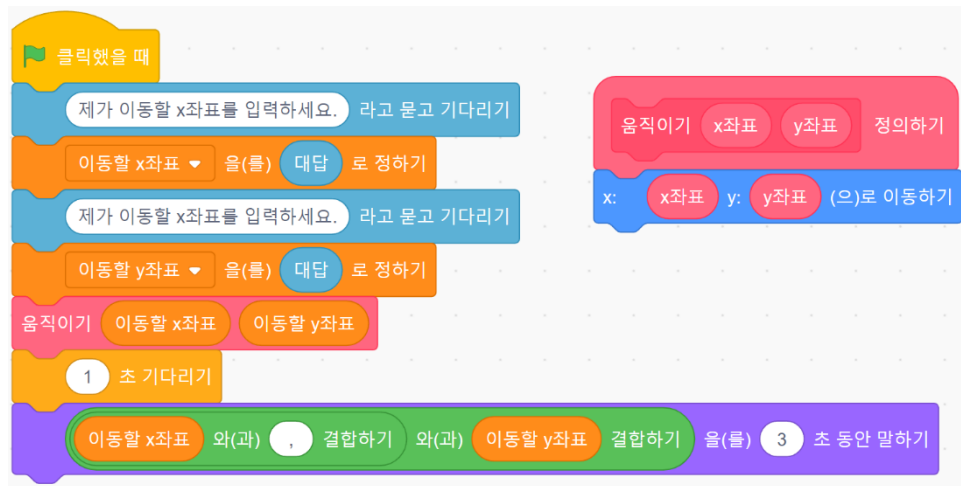 클릭했을 때
제가 이동할 x좌표를 입력하세요. 라고 묻고 기다리기
이동할 x좌표 을(를) 대답 로 정하기
제가 이동할 x좌표를 입력하세요. 라고 묻고 기다리기
이동할 y좌표 을(를) 대답 로 정하기
움직이기 이동할 x좌표 이동할 y좌표
1 초 기다리기
이동할 x좌표 와(과) , 결합하기 와(과) 이동할 y좌표 결합하기 을(를) 3 초 동안 말하기
움직이기 x좌표 y좌표 정의하기
x: x좌표 y: y좌표 (으)로 이동하기